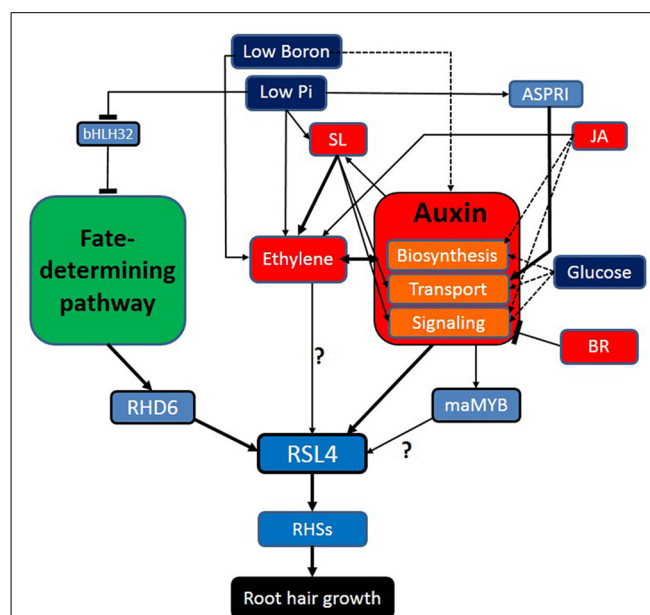 Low Boron
Low Pi
ASPRI
bHLH32
SL
JA
Auxin
Fate-
determining
pathway
Ethylene
Biosynthesis
Transport
Signaling
Glucose
BR
?
RHD6
maMYB
RSL4
?
RHSs
Root hair growth